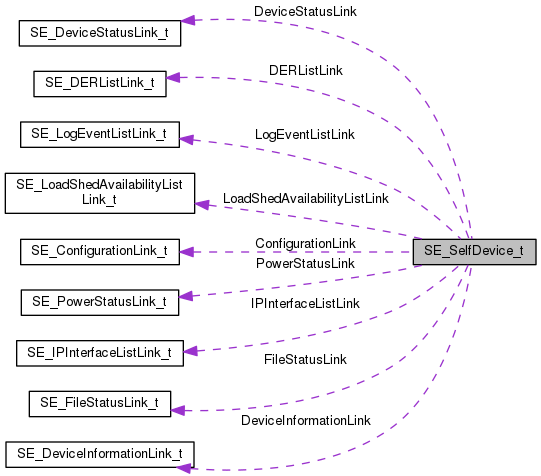 DeviceStatusLink
SE_DeviceStatusLink_t
DERListLink
SE_DERListLink_t
LogEventListLink
SE_LogEventListLink_t
SE_LoadShedAvailabilityList
Link_t
LoadShedAvailabilityListLink
ConfigurationLink
SE_ConfigurationLink_t
SE_SelfDevice_t
PowerStatusLink
SE_PowerStatusLink_t
IPInterfaceListLink
SE_IPInterfaceListLink_t
FileStatusLink
SE_FileStatusLink_t
DeviceInformationLink
SE_DeviceInformationLink_t